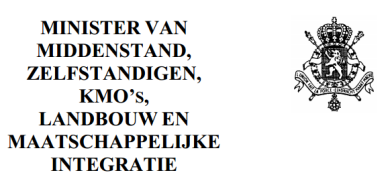 MINISTER VAN
MIDDENSTAND,
ZELFSTANDIGEN,
KMO's,
LANDBOUW EN
MAATSCHAPPELIJKE
INTEGRATIE